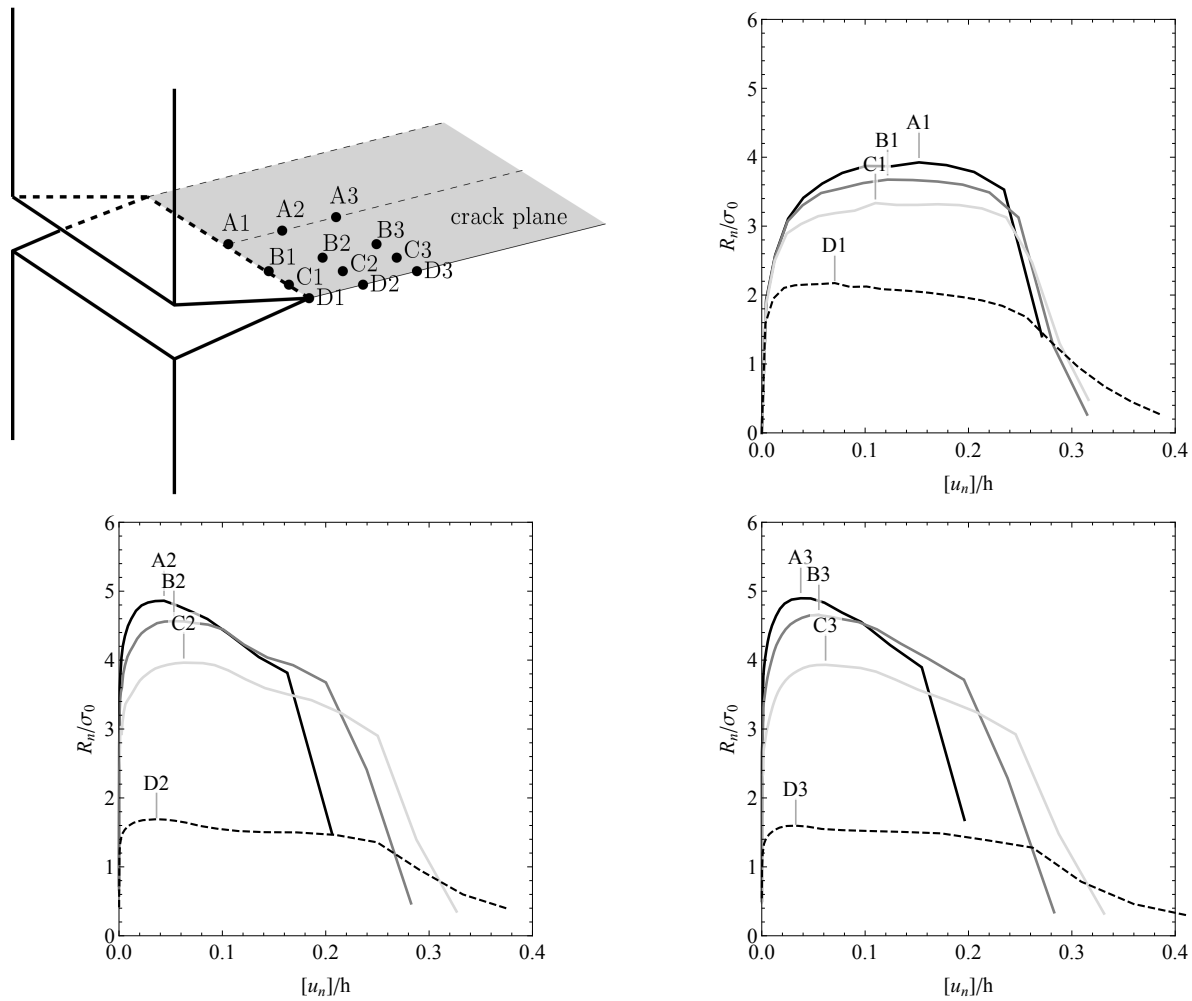 A1
A2
A3
B1
B2
B3
C1
C2
C3
D1
D2
D3
crack plane
6
5
4
3
2
1
0
0.0
0.1
0.2
0.3
0.4
R_n/σ_0
[u_n]/h
A1
B1
C1
D1
6
5
4
3
2
1
0
0.0
0.1
0.2
0.3
0.4
R_n/σ_0
[u_n]/h
A2
B2
C2
D2
6
5
4
3
2
1
0
0.0
0.1
0.2
0.3
0.4
R_n/σ_0
[u_n]/h
A3
B3
C3
D3